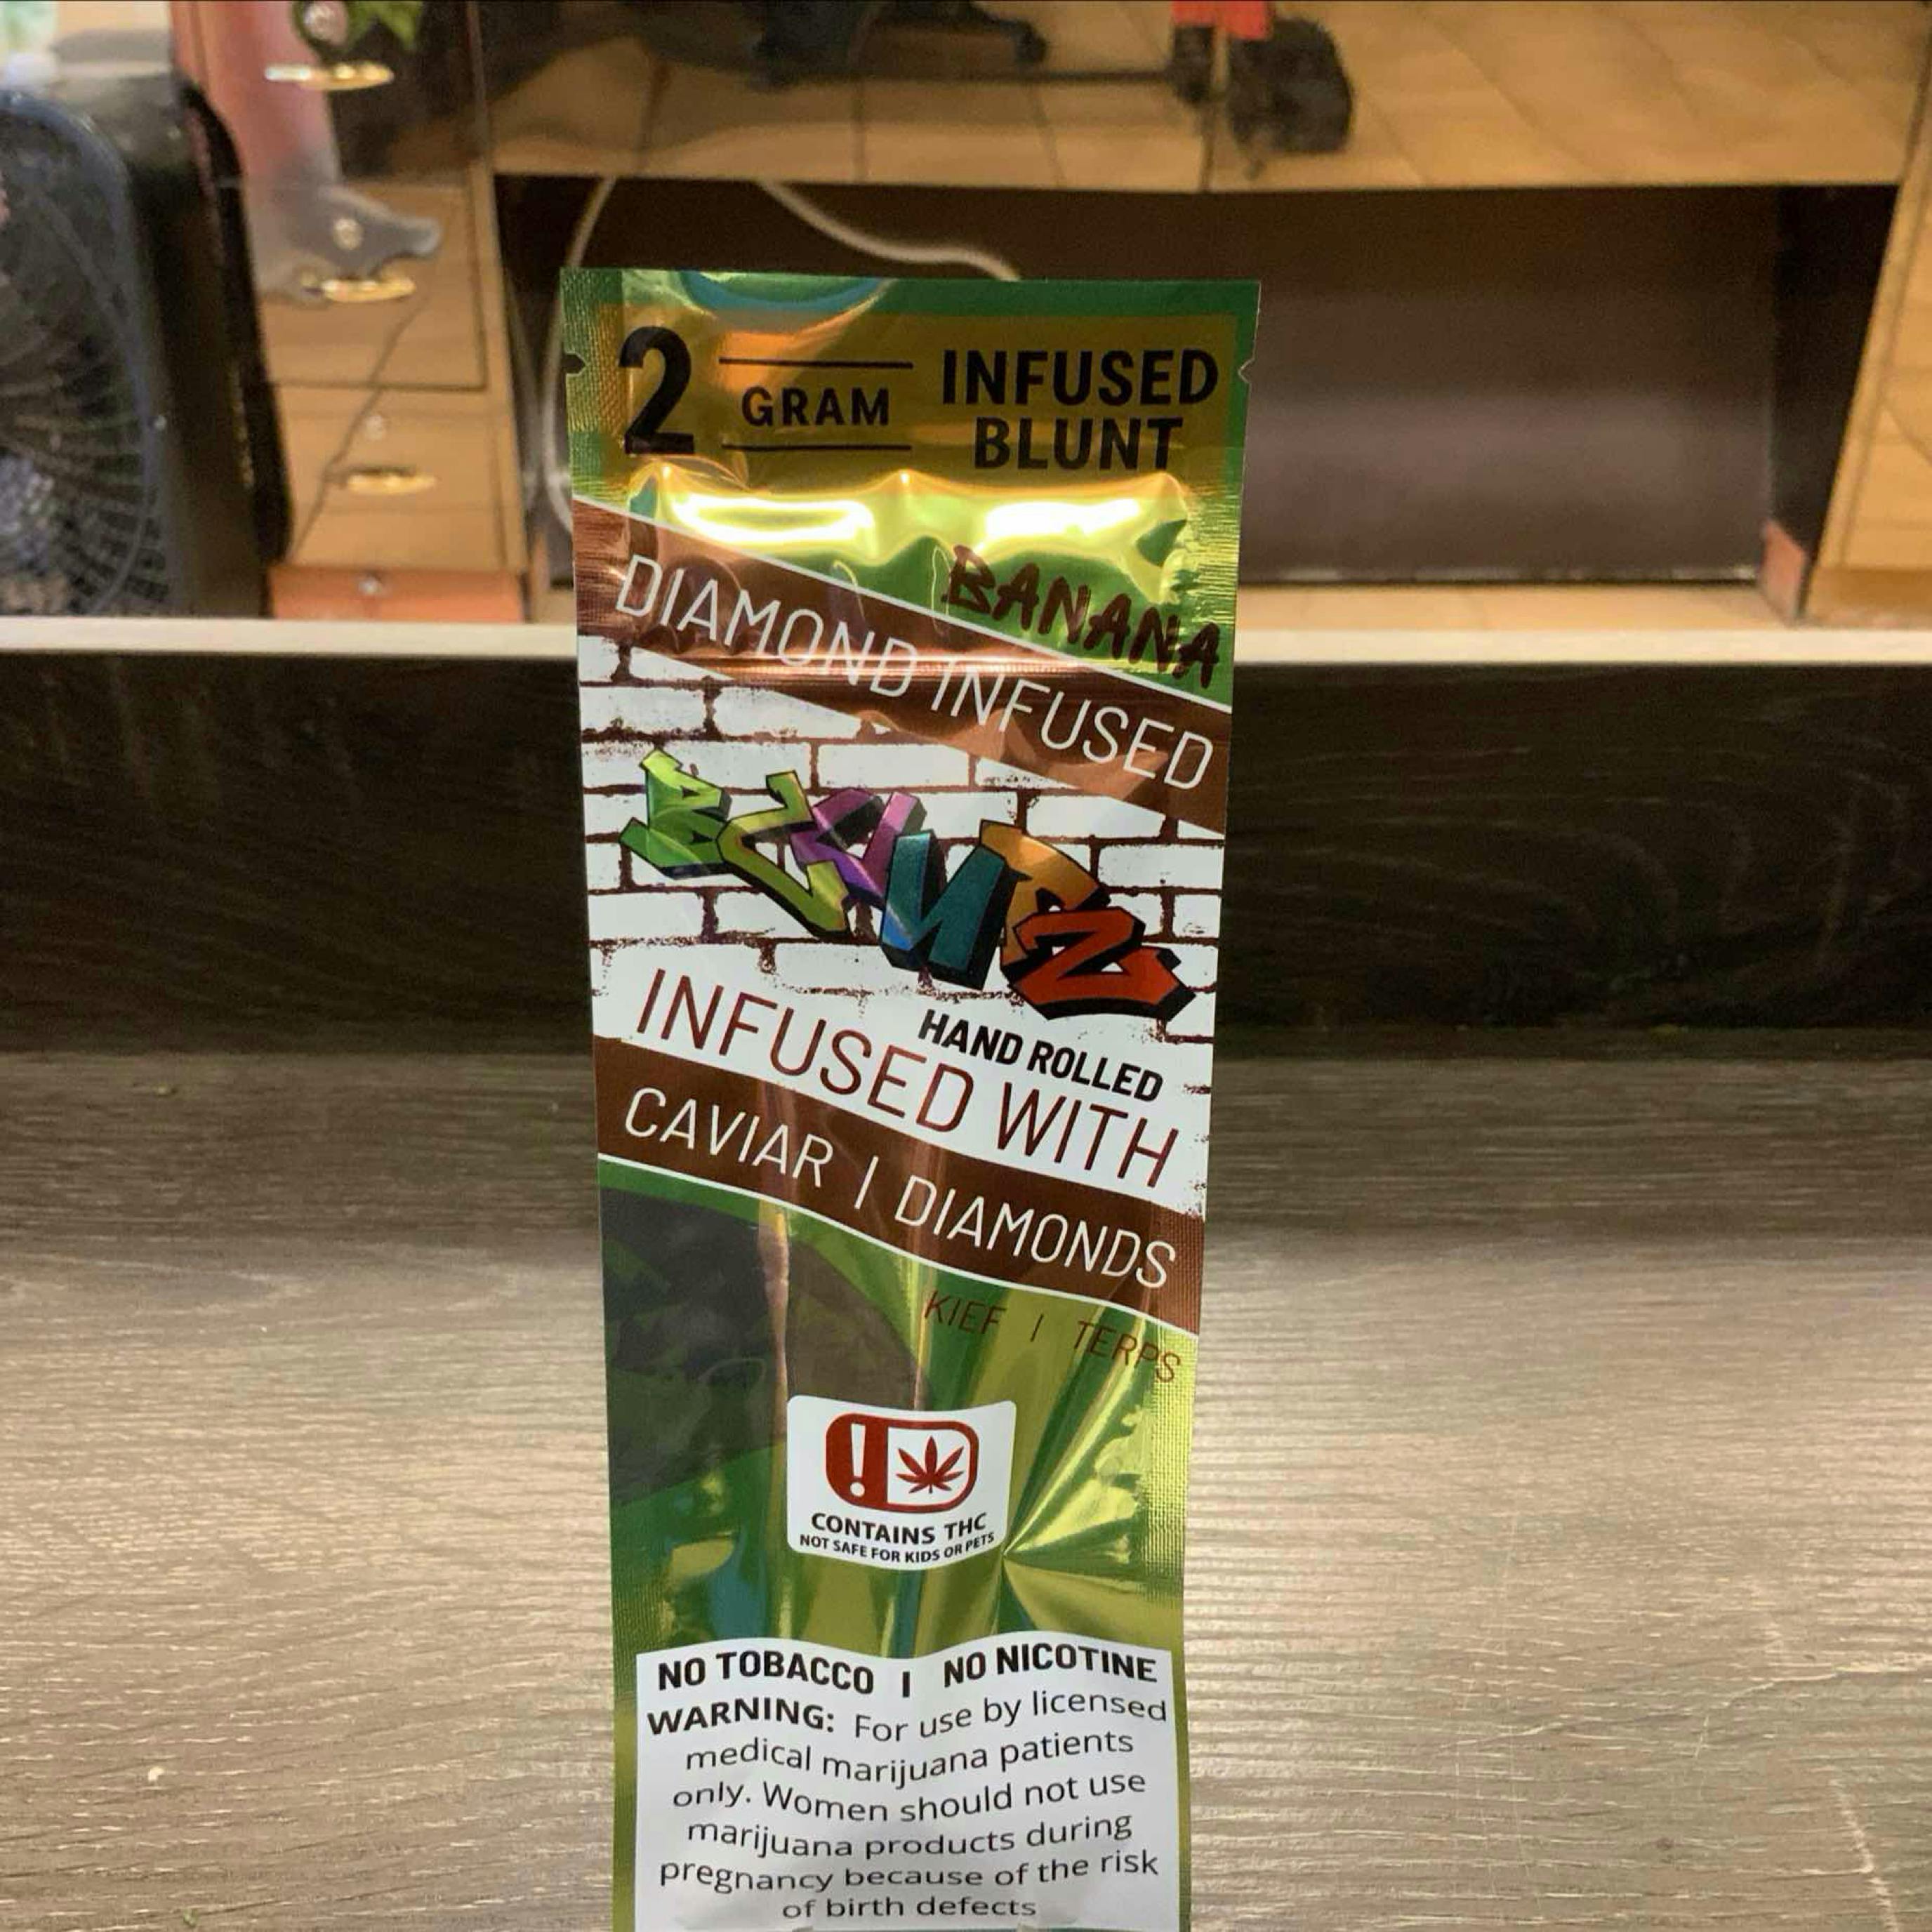 2 GRAM INFUSED
BLUNT
BANANA
DIAMOND INFUSED
HAND ROLLED
INFUSED WITH
CAVIAR | DIAMONDS
KIEF | TERPS
!
CONTAINS THC
NOT SAFE FOR KIDS OR PETS
NO TOBACCO | NO NICOTINE
WARNING: For use by licensed
medical marijuana patients
only. Women should not use
marijuana products during
pregnancy because of the risk
of birth defects